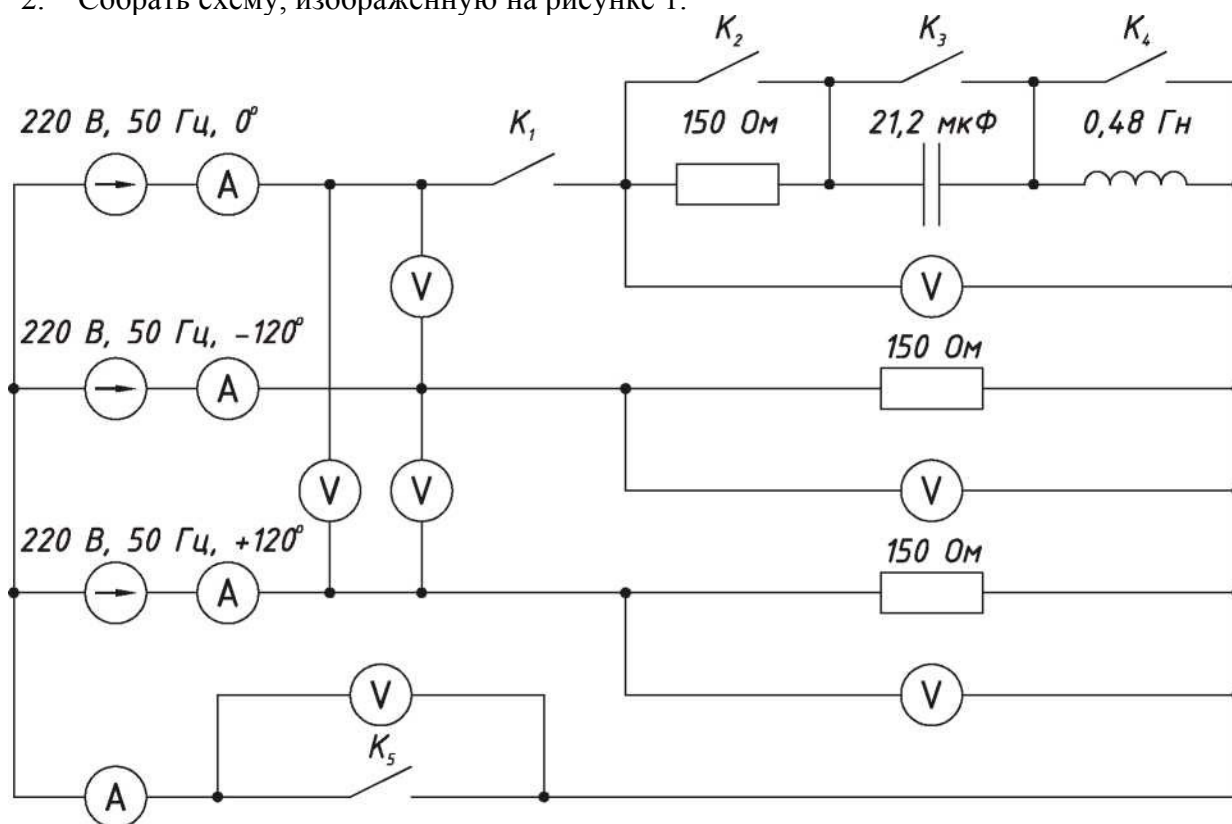 2. Собрать схему, изображенную на рисунке 1.
K₂ K₃ K₄
220 В, 50 Гц, 0° K₁ 150 Ом 21,2 мкФ 0,48 Гн
A
V V
220 В, 50 Гц, –120° 150 Ом
A
V V V
220 В, 50 Гц, +120° 150 Ом
A
V V
K₅
A